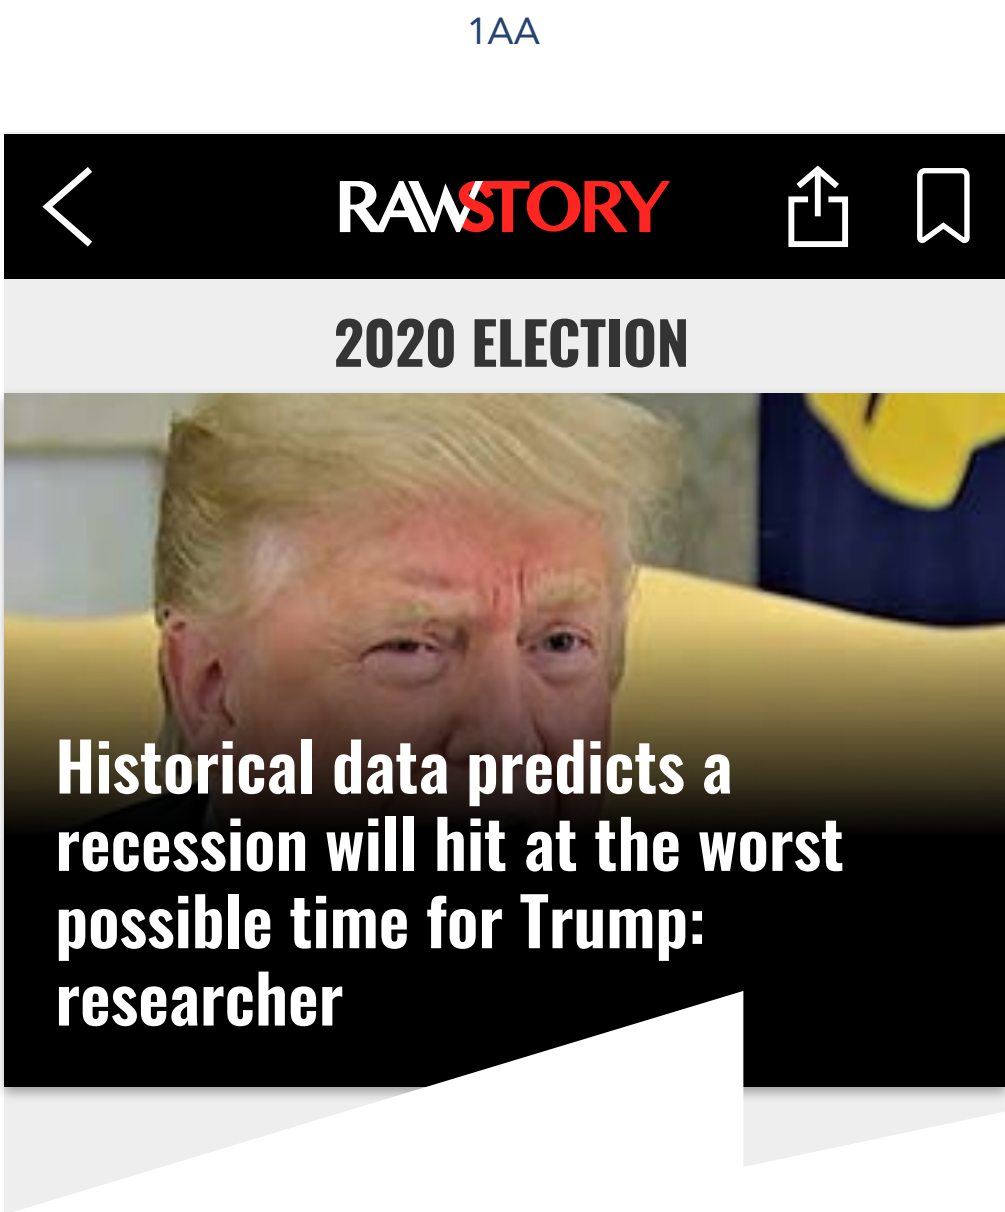 1AA
RAWSTORY
2020 ELECTION
Historical data predicts a
recession will hit at the worst
possible time for Trump:
researcher